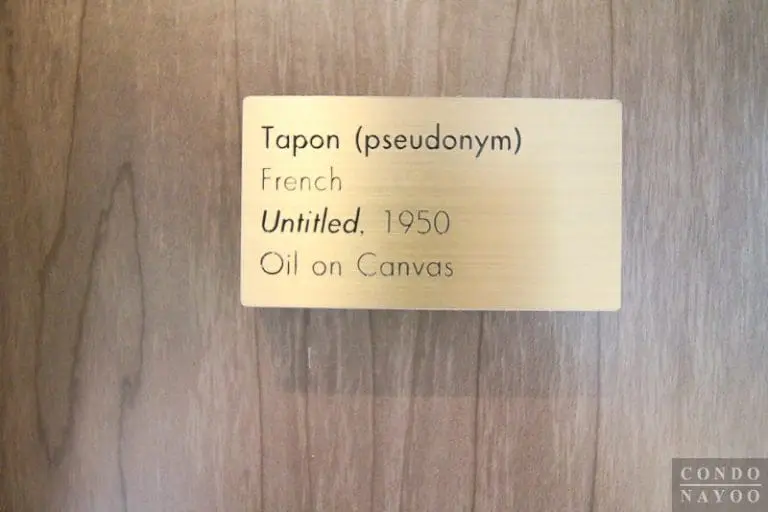 Tapon (pseudonym)
French
Untitled, 1950
Oil on Canvas
CONDO
NAYOO